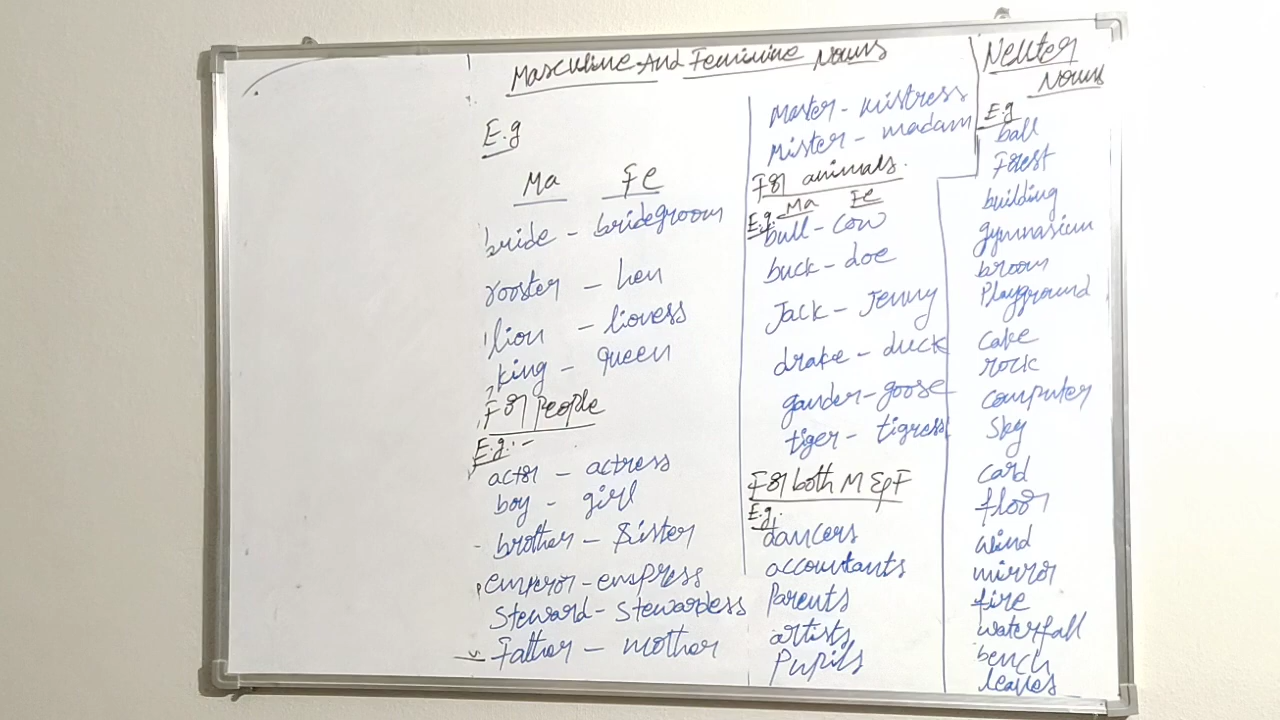 Masculine And Feminine Nouns
E.g
Ma Fe
bride - bridegroom
rooster - hen
lion - lioness
king - queen
For People
E.g:-
actor - actress
boy - girl
brother - Sister
emperor - empress
Steward - Stewardess
Father - mother
Master - mistress
Mister - madam
For animals.
E.g. Ma Fe
bull - cow
buck - doe
Jack - Jenny
drake - duck
gander - goose
tiger - tigress
For both M & F
E.g:
dancers
accountants
Parents
artists
Pupils
Neuter
Nouns
E.g
ball
Forest
building
gymnasium
broom
Playground
cake
rock
computer
Sky
card
floor
wind
mirror
fire
waterfall
bench
leaves